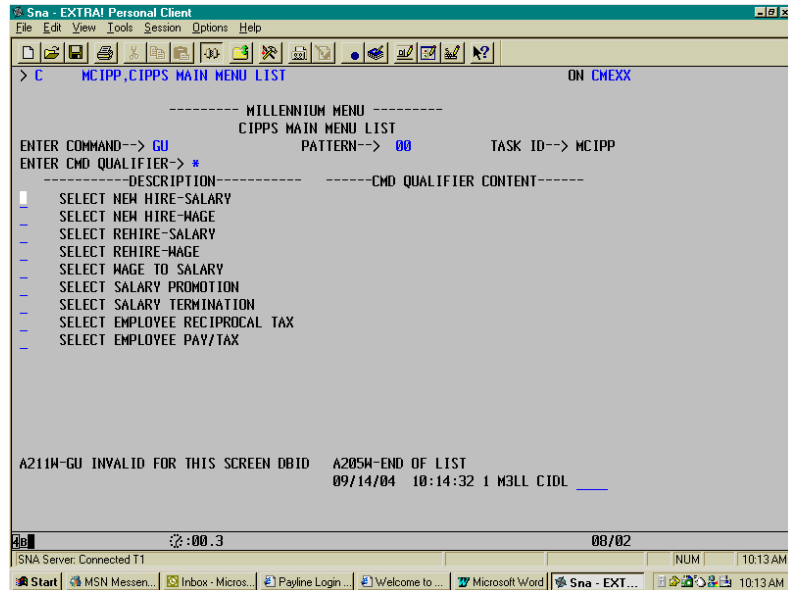 Sna - EXTRA! Personal Client
File Edit View Tools Session Options Help
> C MCIPP,CIPPS MAIN MENU LIST ON CMEXX
--------- MILLENNIUM MENU ---------
CIPPS MAIN MENU LIST
ENTER COMMAND--> GU PATTERN--> 00 TASK ID--> MCIPP
ENTER CMD QUALIFIER-> *
-----------DESCRIPTION----------- ------CMD QUALIFIER CONTENT------
_ SELECT NEW HIRE-SALARY
_ SELECT NEW HIRE-WAGE
_ SELECT REHIRE-SALARY
_ SELECT REHIRE-WAGE
_ SELECT WAGE TO SALARY
_ SELECT SALARY PROMOTION
_ SELECT SALARY TERMINATION
_ SELECT EMPLOYEE RECIPROCAL TAX
_ SELECT EMPLOYEE PAY/TAX
A211W-GU INVALID FOR THIS SCREEN DBID A205W-END OF LIST
09/14/04 10:14:32 1 M3LL CIDL ____
4B :00.3 08/02
SNA Server: Connected T1 NUM 10:13 AM
Start MSN Messen... Inbox - Micros... Payline Login ... Welcome to ... Microsoft Word Sna - EXT... 10:13 AM